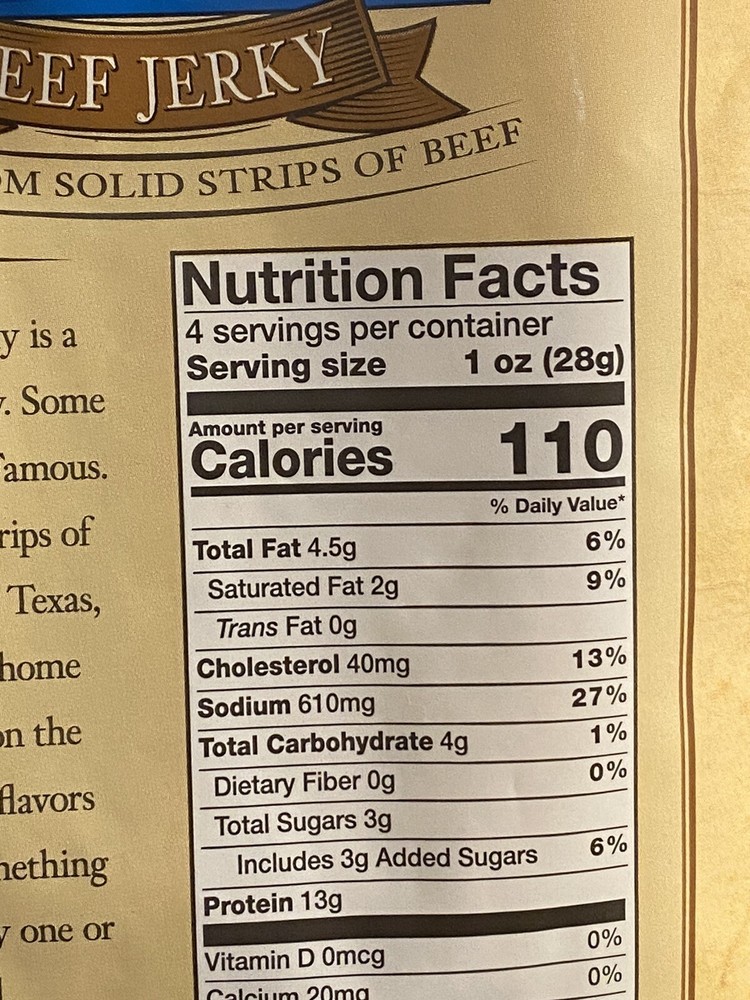 EEF JERKY
M SOLID STRIPS OF BEEF
y is a
. Some
amous.
rips of
Texas,
home
on the
flavors
nething
y one or
Nutrition Facts
4 servings per container
Serving size 1 oz (28g)
Amount per serving
Calories 110
% Daily Value*
Total Fat 4.5g 6%
Saturated Fat 2g 9%
Trans Fat 0g
Cholesterol 40mg 13%
Sodium 610mg 27%
Total Carbohydrate 4g 1%
Dietary Fiber 0g 0%
Total Sugars 3g
Includes 3g Added Sugars 6%
Protein 13g
Vitamin D 0mcg 0%
Calcium 20mg 0%